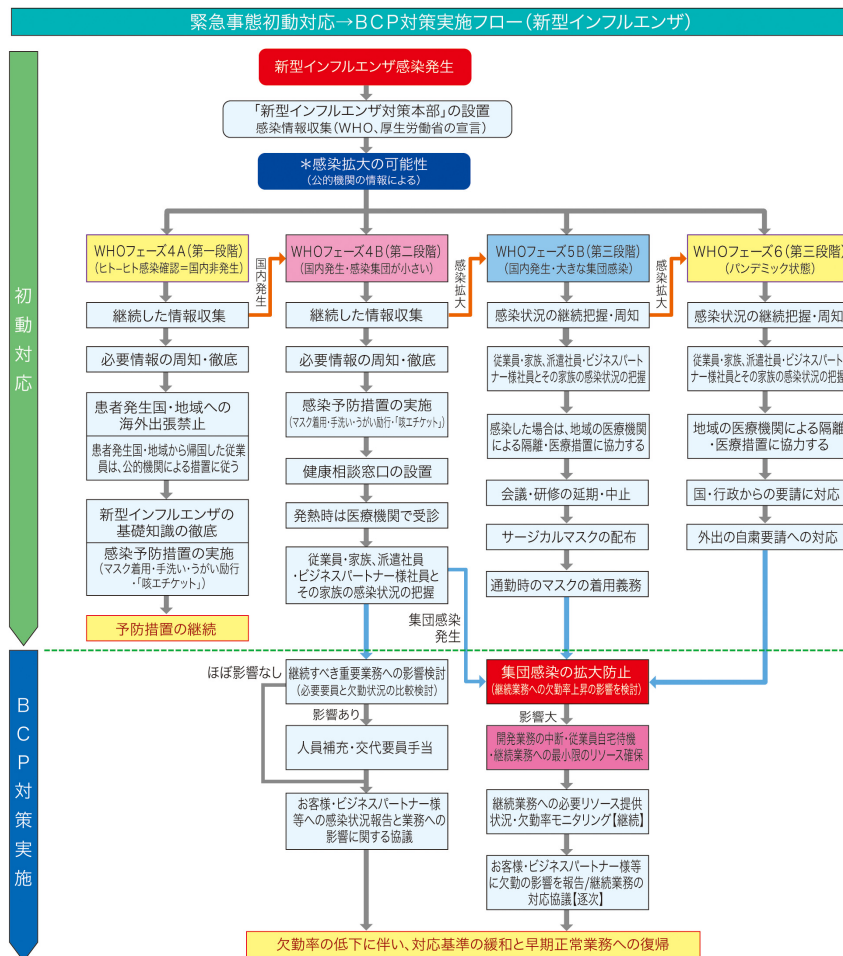 緊急事態初動対応→BCP対策実施フロー(新型インフルエンザ)
初動対応
新型インフルエンザ感染発生
「新型インフルエンザ対策本部」の設置
感染情報収集(WHO、厚生労働省の宣言)
＊感染拡大の可能性
(公的機関の情報による)
WHOフェーズ4A(第一段階)
(ヒト−ヒト感染確認＝国内非発生)
継続した情報収集
必要情報の周知・徹底
患者発生国・地域への
海外出張禁止
患者発生国・地域から帰国した従業
員は、公的機関による措置に従う
新型インフルエンザの
基礎知識の徹底
感染予防措置の実施
(マスク着用・手洗い・うがい励行
・「咳エチケット」)
予防措置の継続
国内発生
WHOフェーズ4B(第二段階)
(国内発生・感染集団が小さい)
継続した情報収集
必要情報の周知・徹底
感染予防措置の実施
(マスク着用・手洗い・うがい励行・「咳エチケット」)
健康相談窓口の設置
発熱時は医療機関で受診
従業員・家族、派遣社員
・ビジネスパートナー様社員と
その家族の感染状況の把握
感染拡大
WHOフェーズ5B(第三段階)
(国内発生・大きな集団感染)
感染状況の継続把握・周知
従業員・家族、派遣社員・ビジネスパート
ナー様社員とその家族の感染状況の把握
感染した場合は、地域の医療機関
による隔離・医療措置に協力する
会議・研修の延期・中止
サージカルマスクの配布
通勤時のマスクの着用義務
感染拡大
WHOフェーズ6(第三段階)
(パンデミック状態)
感染状況の継続把握・周知
従業員・家族、派遣社員・ビジネスパート
ナー様社員とその家族の感染状況の把握
地域の医療機関による隔離
・医療措置に協力する
国・行政からの要請に対応
外出の自粛要請への対応
集団感染
発生
BCP対策実施
ほぼ影響なし
継続すべき重要業務への影響検討
(必要要員と欠勤状況の比較検討)
影響あり
人員補充・交代要員手当
お客様・ビジネスパートナー様
等への感染状況報告と業務への
影響に関する協議
集団感染の拡大防止
(継続業務への欠勤率上昇の影響を検討)
影響大
開発業務の中断・従業員自宅待機
・継続業務への最小限のリソース確保
継続業務への必要リソース提供
状況・欠勤率モニタリング【継続】
お客様・ビジネスパートナー様等
に欠勤の影響を報告/継続業務の
対応協議【逐次】
欠勤率の低下に伴い、対応基準の緩和と早期正常業務への復帰